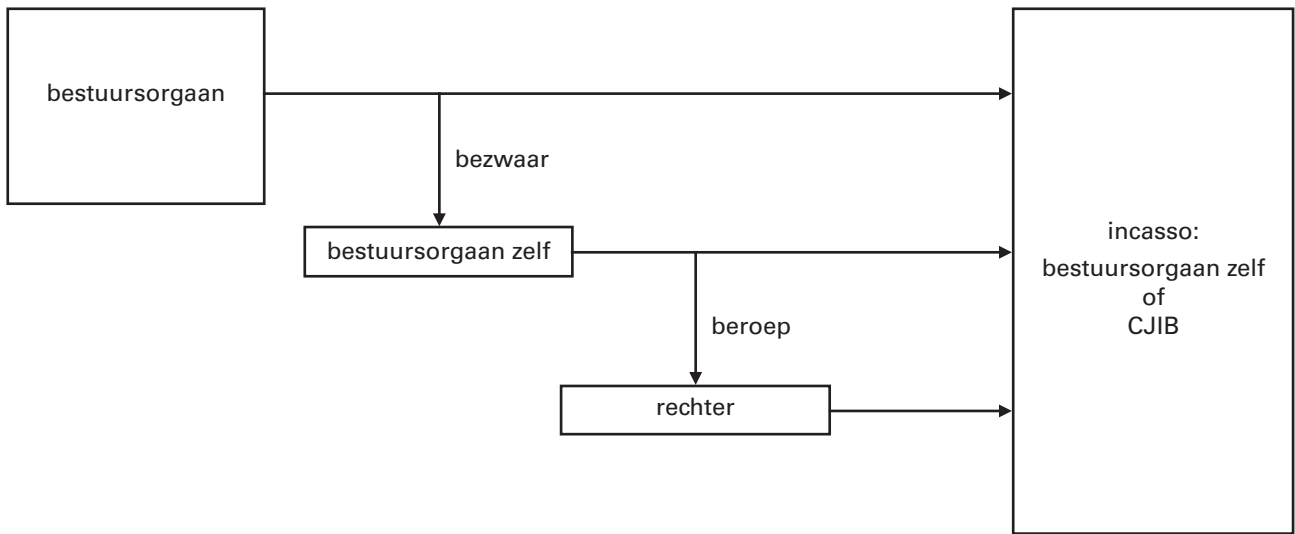 bestuursorgaan
bezwaar
bestuursorgaan zelf
beroep
rechter
incasso:
bestuursorgaan zelf
of
CJIB